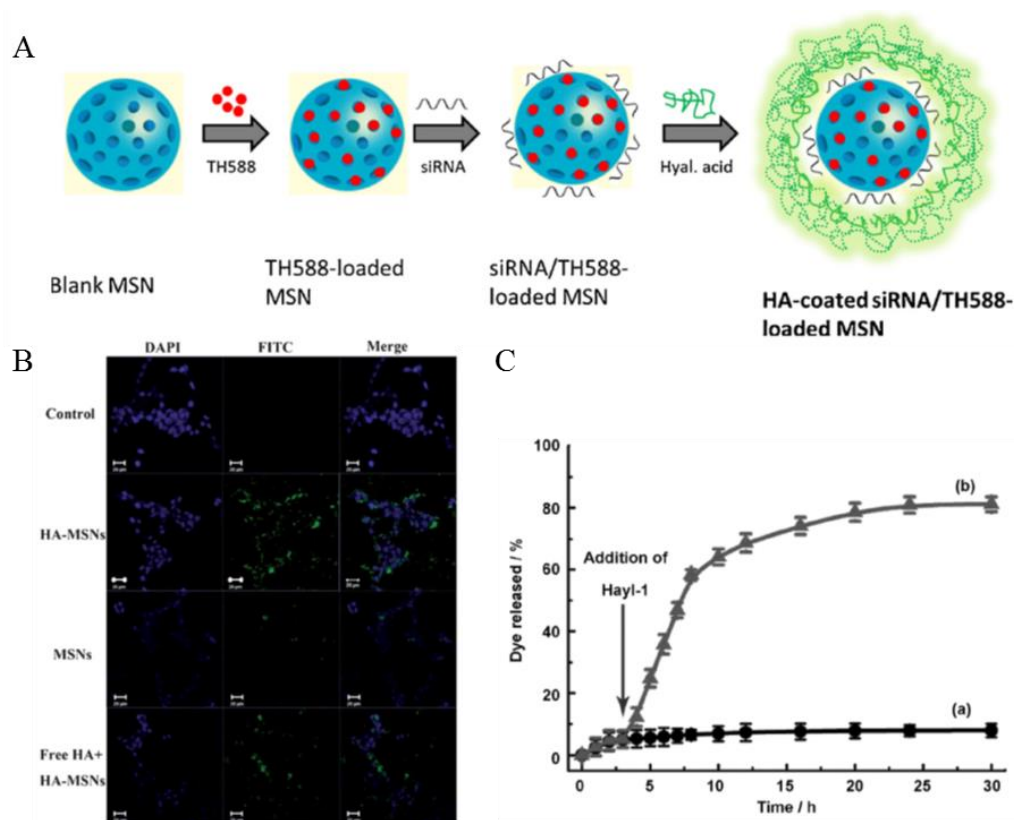 A
TH588
siRNA
Hyal. acid
Blank MSN
TH588-loaded
MSN
siRNA/TH588-
loaded MSN
HA-coated siRNA/TH588-
loaded MSN
B
DAPI
FITC
Merge
Control
HA-MSNs
MSNs
Free HA+
HA-MSNs
C
100
80
60
40
20
0
Dye released / %
Addition of
Hayl-1
(b)
(a)
0
5
10
15
20
25
30
Time / h